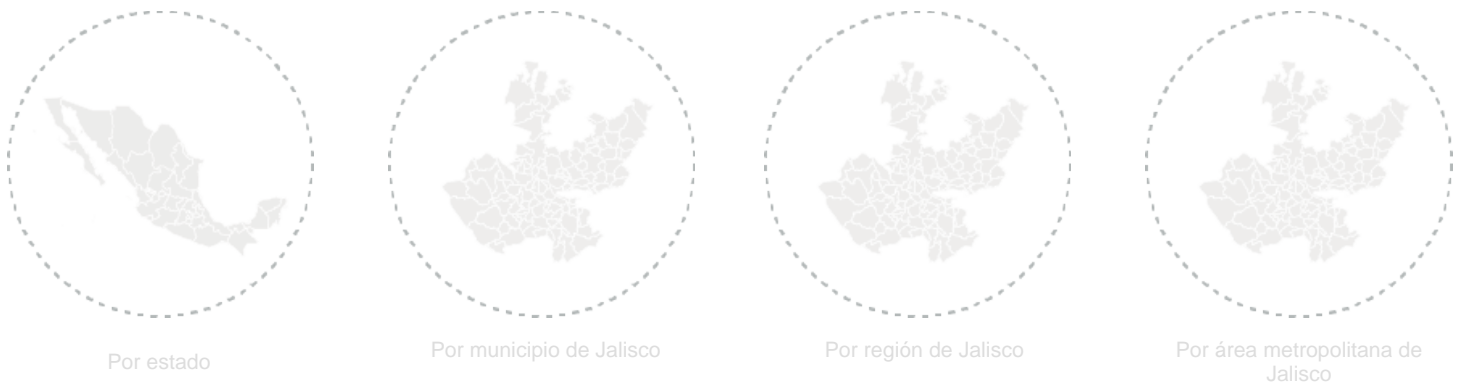 Por estado
Por municipio de Jalisco
Por región de Jalisco
Por área metropolitana de
Jalisco